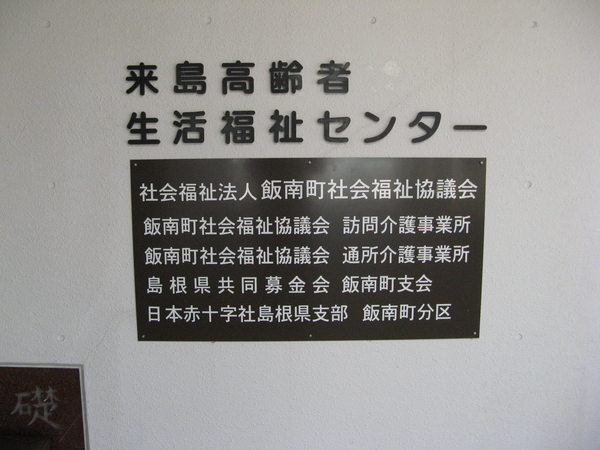 来島高齢者
生活福祉センター
社会福祉法人 飯南町社会福祉協議会
飯南町社会福祉協議会 訪問介護事業所
飯南町社会福祉協議会 通所介護事業所
島根県共同募金会 飯南町支会
日本赤十字社島根県支部 飯南町分区
礎